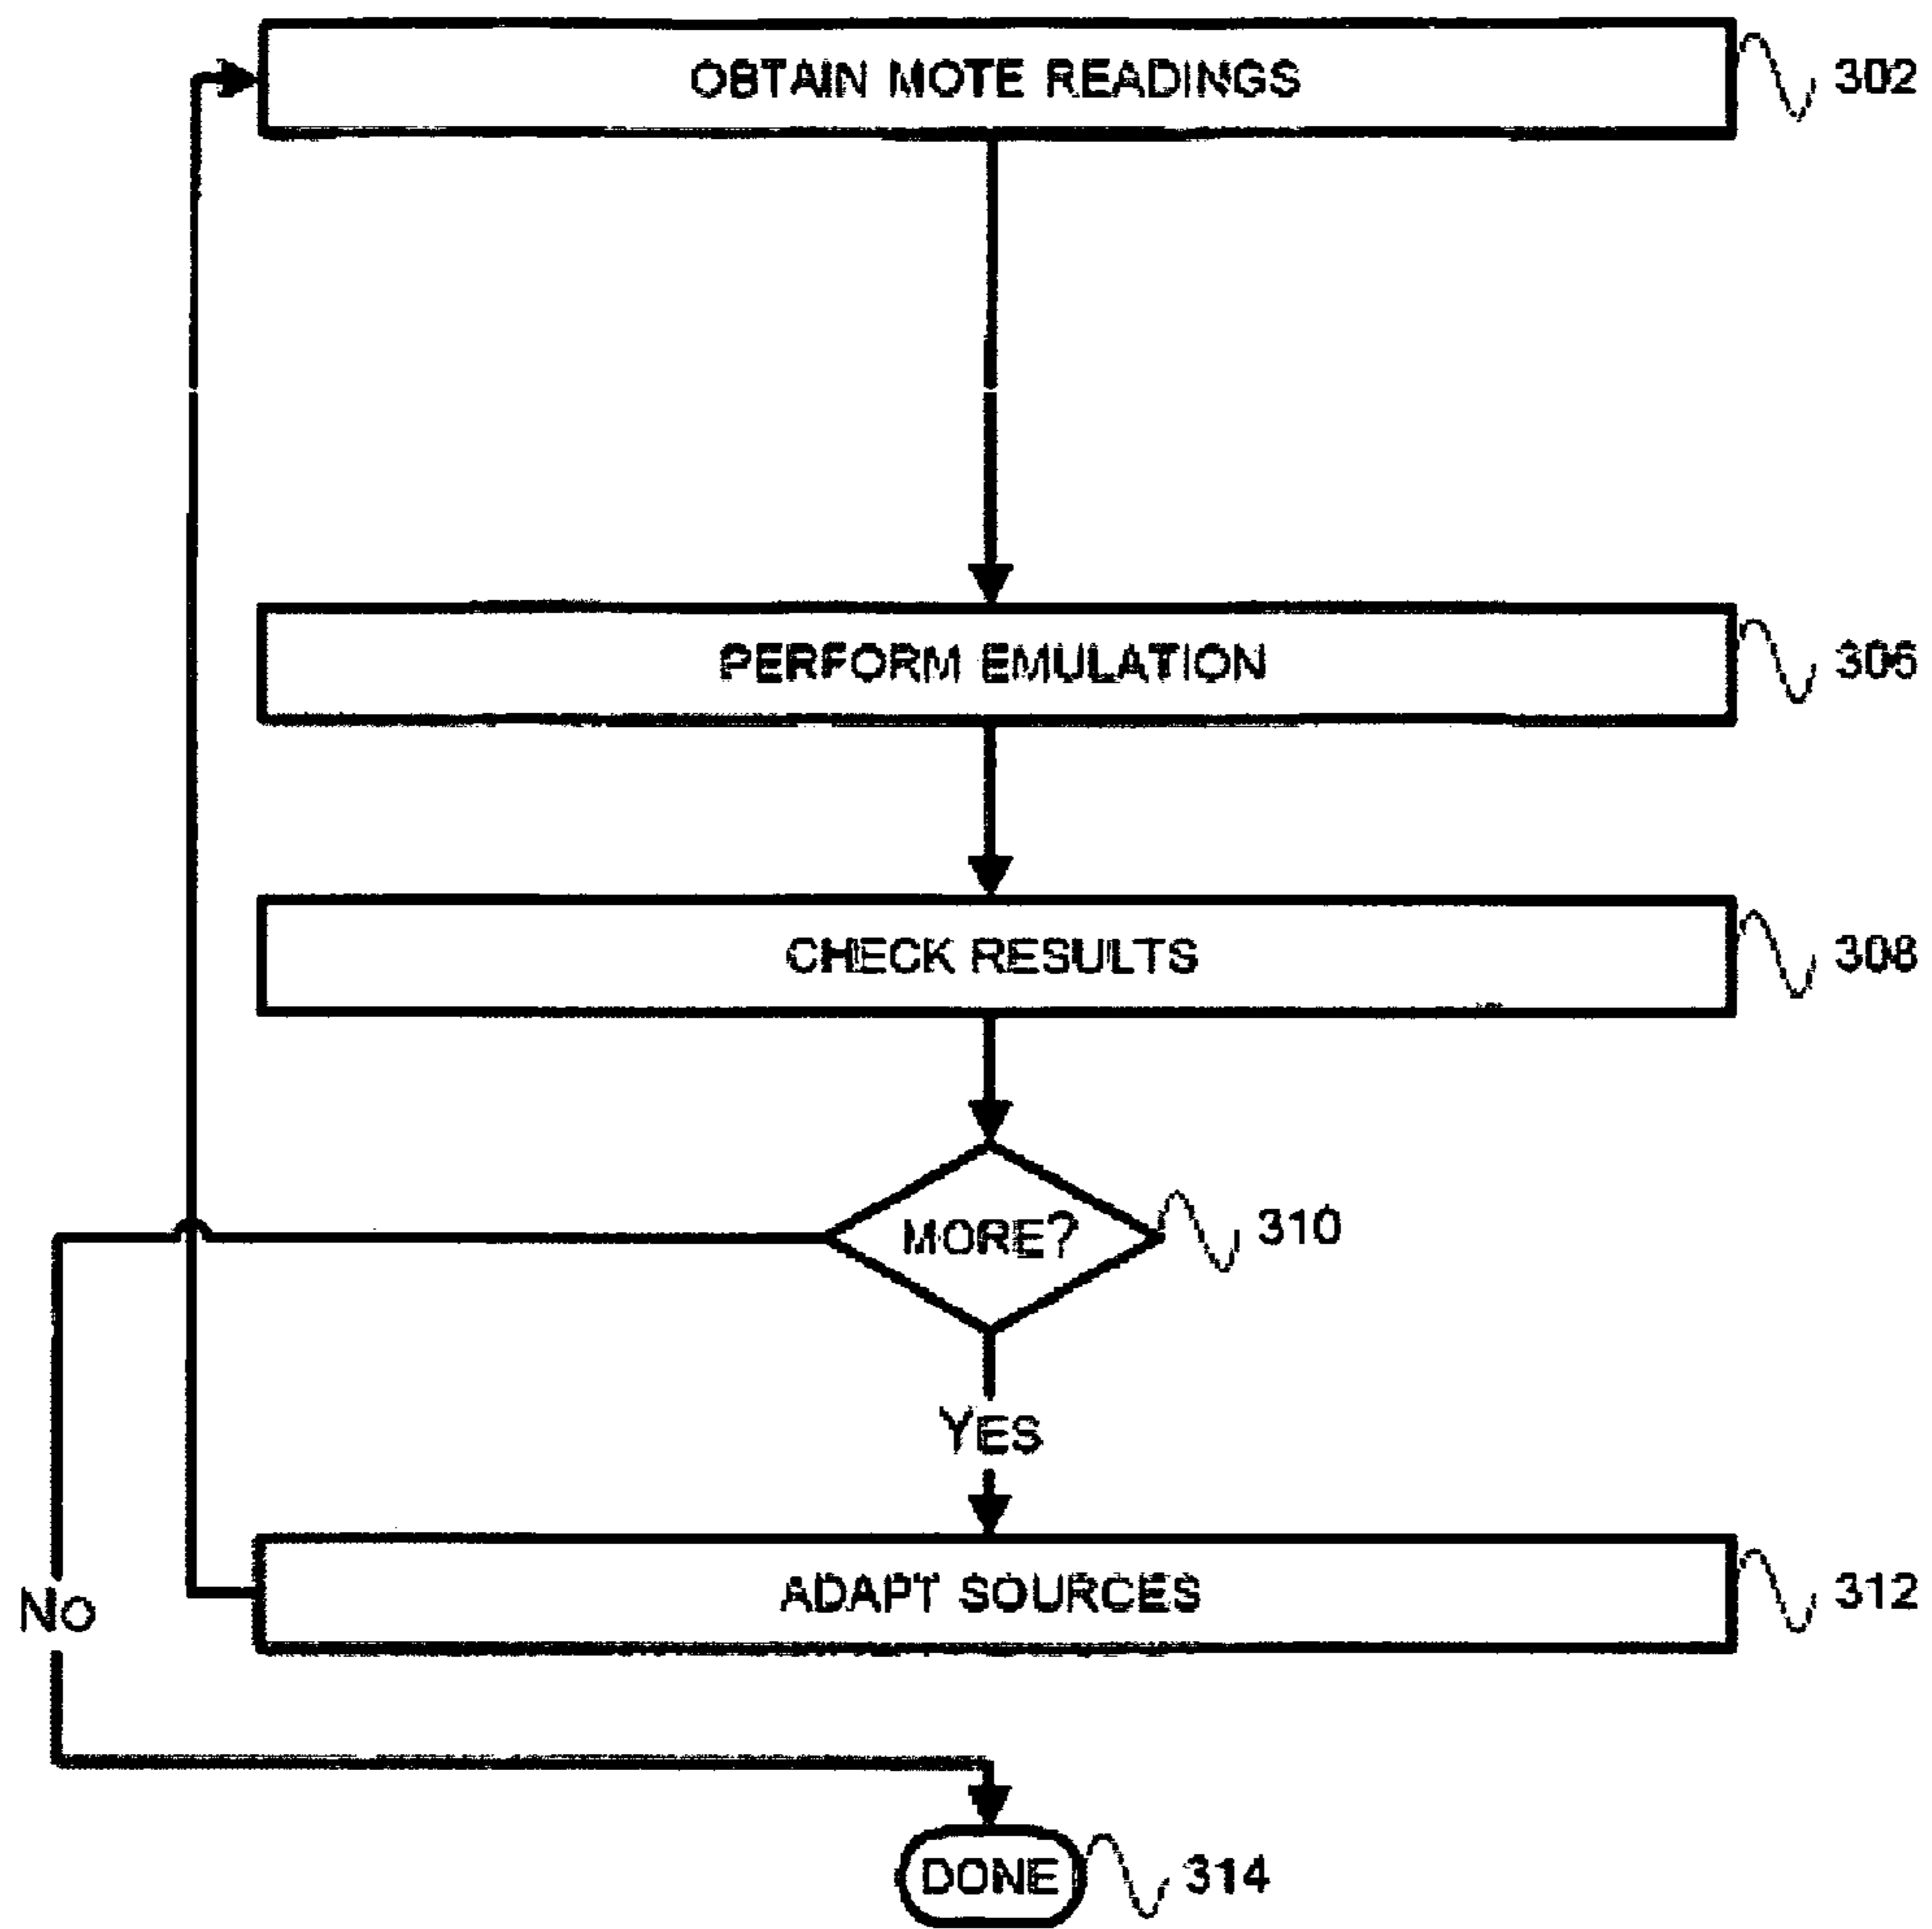 OBTAIN MOTE READINGS
302
PERFORM EMULATION
306
CHECK RESULTS
308
MORE?
310
YES
ADAPT SOURCES
312
NO
DONE
314